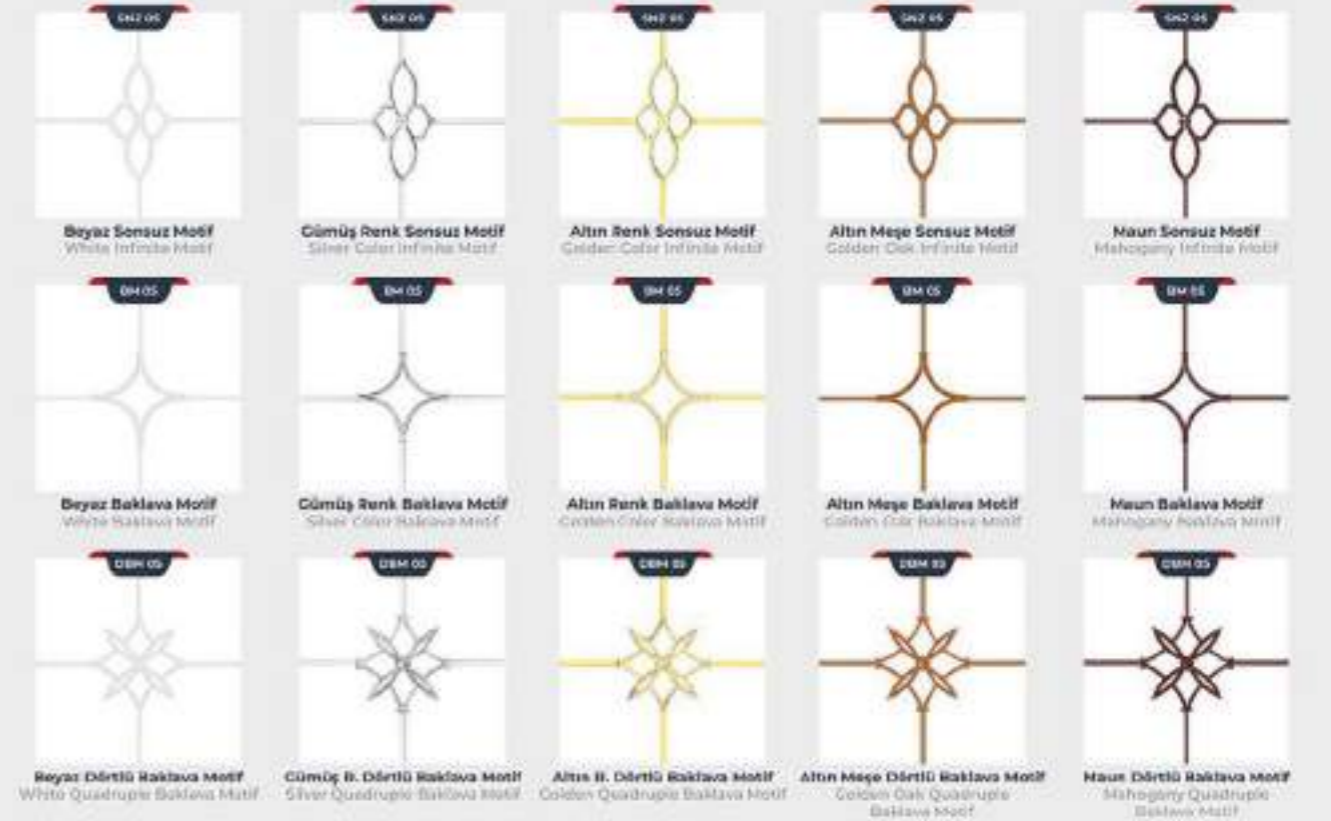 SNZ 05
SNZ 05
SNZ 05
SNZ 05
SNZ 05
Beyaz Sonsuz Motif
White Infinite Motif
Gümüş Renk Sonsuz Motif
Silver Color Infinite Motif
Altın Renk Sonsuz Motif
Golden Color Infinite Motif
Altın Meşe Sonsuz Motif
Golden Oak Infinite Motif
Maun Sonsuz Motif
Mahogany Infinite Motif
BM 05
BM 05
BM 05
BM 05
BM 05
Beyaz Baklava Motif
White Baklava Motif
Gümüş Renk Baklava Motif
Silver Color Baklava Motif
Altın Renk Baklava Motif
Golden Color Baklava Motif
Altın Meşe Baklava Motif
Golden Oak Baklava Motif
Maun Baklava Motif
Mahogany Baklava Motif
DBM 05
DBM 05
DBM 05
DBM 05
DBM 05
Beyaz Dörtlü Baklava Motif
White Quadruple Baklava Motif
Gümüş R. Dörtlü Baklava Motif
Silver Quadruple Baklava Motif
Altın R. Dörtlü Baklava Motif
Golden Quadruple Baklava Motif
Altın Meşe Dörtlü Baklava Motif
Golden Oak Quadruple
Baklava Motif
Maun Dörtlü Baklava Motif
Mahogany Quadruple
Baklava Motif